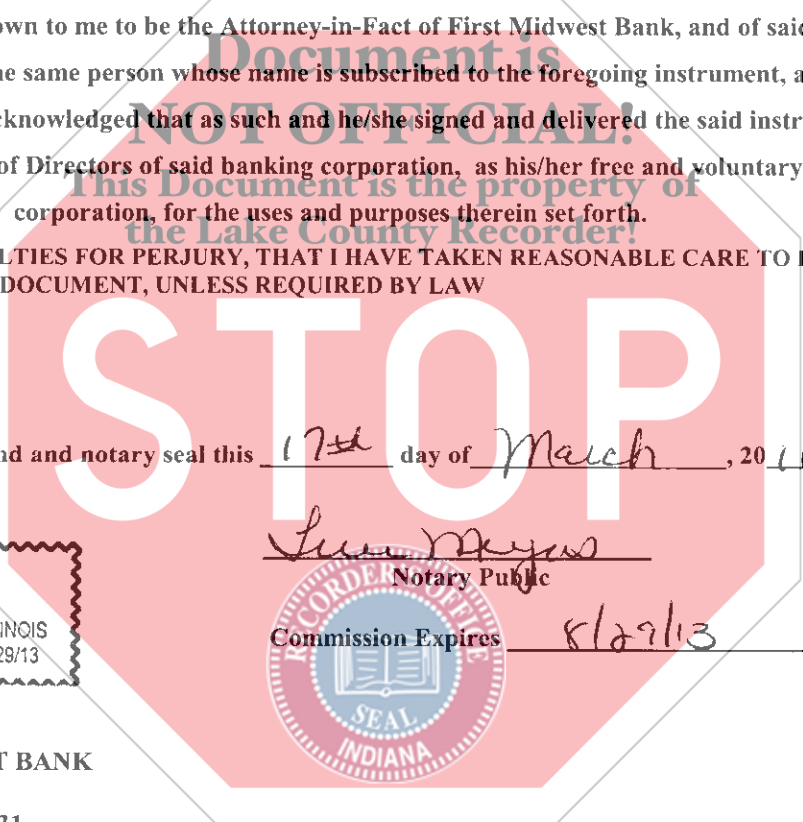 own to me to be the Attorney-in-Fact of First Midwest Bank, and of said
Document is
he same person whose name is subscribed to the foregoing instrument, a
NOT OFFICIAL!
cknowledged that as such and he/she signed and delivered the said instr
of Directors of said banking corporation, as his/her free and voluntary
This Document is the property of
corporation, for the uses and purposes therein set forth.
the Lake County Recorder!
LTIES FOR PERJURY, THAT I HAVE TAKEN REASONABLE CARE TO
DOCUMENT, UNLESS REQUIRED BY LAW
STOP
nd and notary seal this 17th day of March, 20
Notary Public
INOIS
29/13
Commission Expires 8/29/13
RECORDER'S OFFICE
SEAL
INDIANA
T BANK